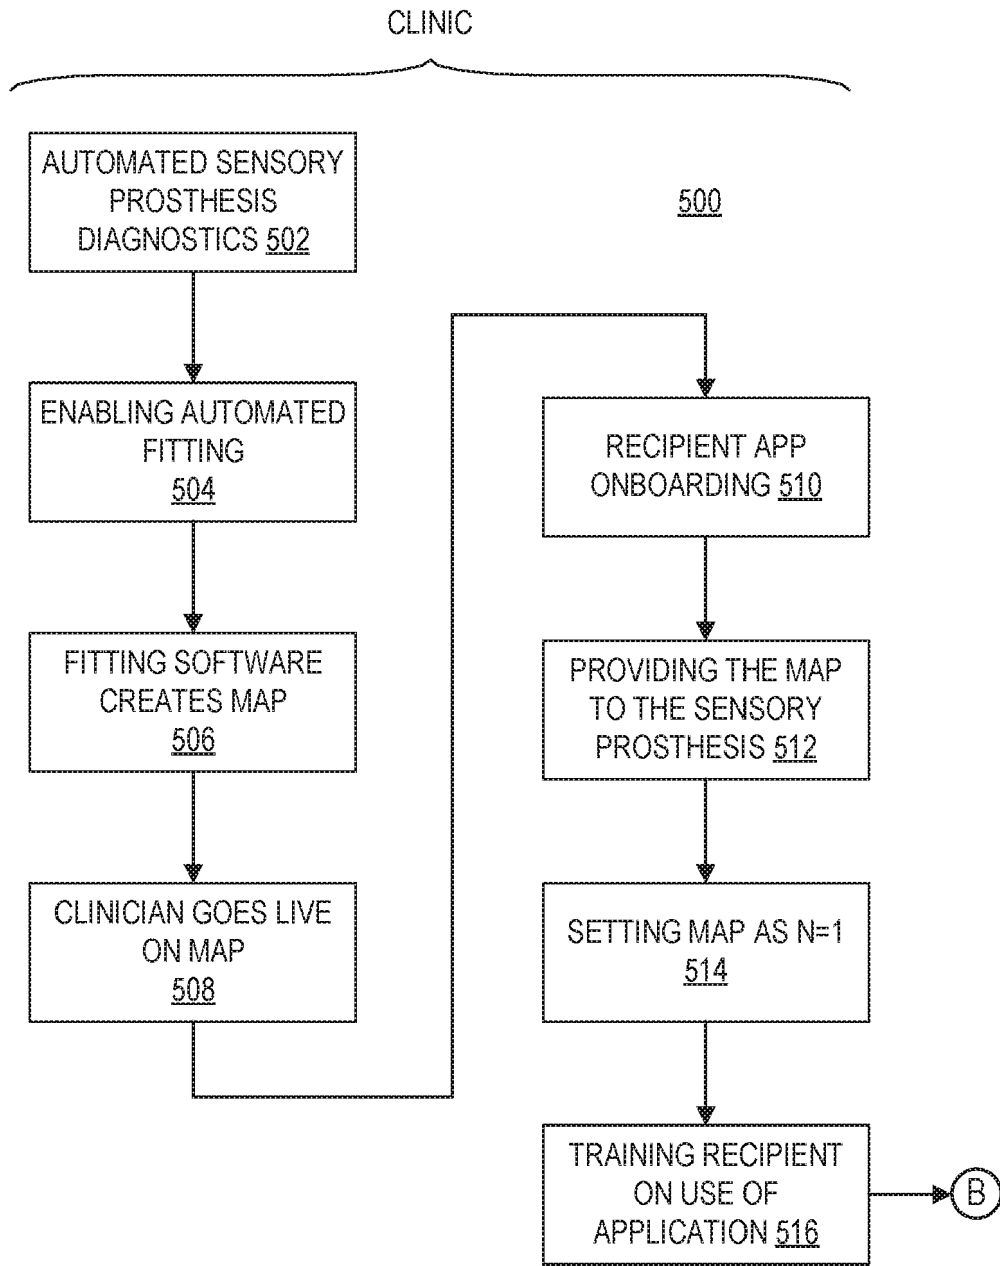 CLINIC
AUTOMATED SENSORY
PROSTHESIS
DIAGNOSTICS 502
ENABLING AUTOMATED
FITTING
504
FITTING SOFTWARE
CREATES MAP
506
CLINICIAN GOES LIVE
ON MAP
508
500
RECIPIENT APP
ONBOARDING 510
PROVIDING THE MAP
TO THE SENSORY
PROSTHESIS 512
SETTING MAP AS N=1
514
TRAINING RECIPIENT
ON USE OF
APPLICATION 516
B